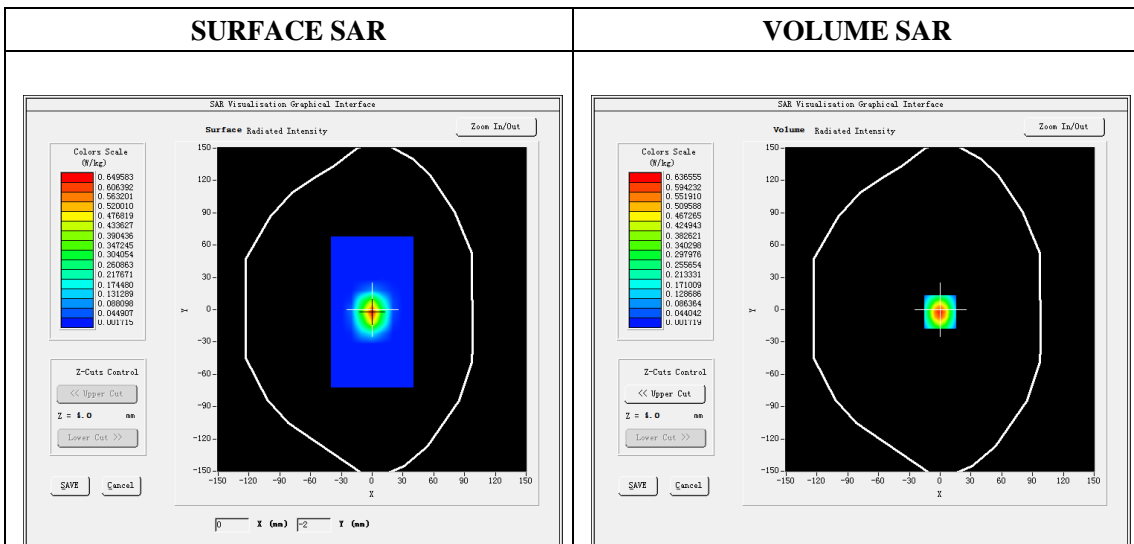 SURFACE SAR
SAR Visualisation Graphical Interface
Surface Radiated Intensity
Zoom In/Out
Colors Scale
(W/kg)
0.649583
0.606392
0.563201
0.520010
0.476819
0.433627
0.390436
0.347245
0.304054
0.260863
0.217671
0.174480
0.131289
0.088098
0.044907
0.001715
Z-Cuts Control
<< Upper Cut
Z = 4.0 mm
Lower Cut >>
SAVE Cancel
150
120
90
60
30
0
-30
-60
-90
-120
-150
Y
-150 -120 -90 -60 -30 0 30 60 90 120 150
X
0 X (mm) -2 Y (mm)
VOLUME SAR
SAR Visualisation Graphical Interface
Volume Radiated Intensity
Zoom In/Out
Colors Scale
(W/kg)
0.636555
0.594232
0.551910
0.509588
0.467265
0.424943
0.382621
0.340298
0.297976
0.255654
0.213331
0.171009
0.128686
0.086364
0.044042
0.001719
Z-Cuts Control
<< Upper Cut
Z = 4.0 mm
Lower Cut >>
SAVE Cancel
150
120
90
60
30
0
-30
-60
-90
-120
-150
Y
-150 -120 -90 -60 -30 0 30 60 90 120 150
X